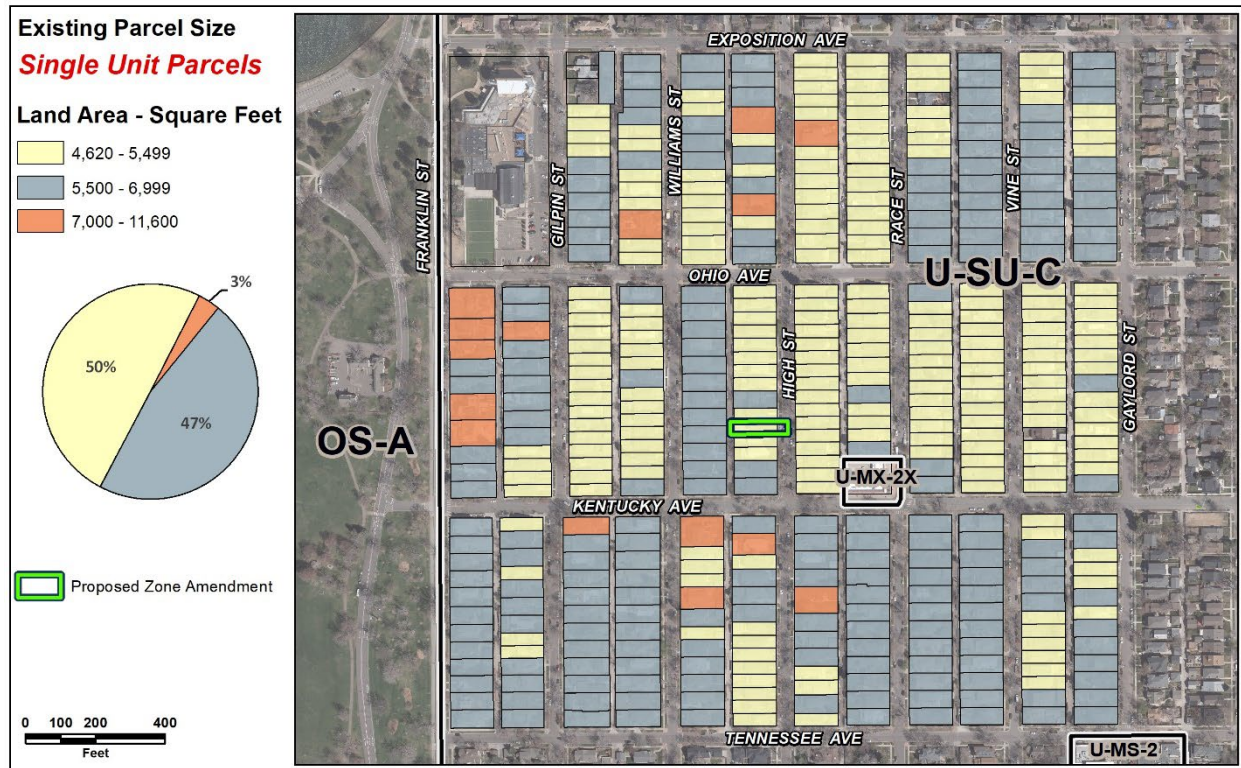 Existing Parcel Size
Single Unit Parcels
Land Area - Square Feet
4,620 - 5,499
5,500 - 6,999
7,000 - 11,600
3%
50%
47%
Proposed Zone Amendment
0 100 200 400
Feet
EXPOSITION AVE
FRANKLIN ST
GILPIN ST
WILLIAMS ST
RACE ST
VINE ST
OHIO AVE
U-SU-C
HIGH ST
GAYLORD ST
OS-A
U-MX-2X
KENTUCKY AVE
TENNESSEE AVE
U-MS-2